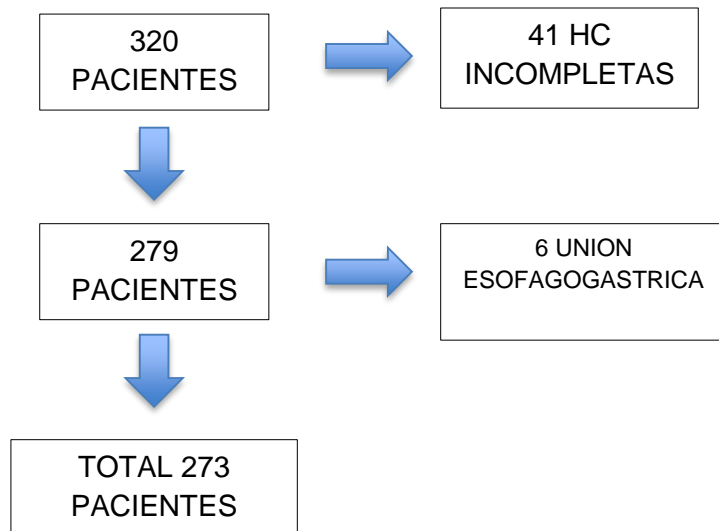 320
PACIENTES
41 HC
INCOMPLETAS
279
PACIENTES
6 UNION
ESOFAGOGASTRICA
TOTAL 273
PACIENTES